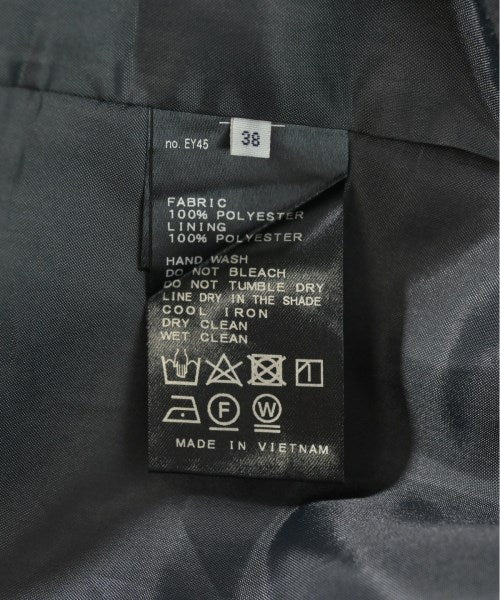 no. EY45
38
FABRIC
100% POLYESTER
LINING
100% POLYESTER
HAND WASH
DO NOT BLEACH
DO NOT TUMBLE DRY
LINE DRY IN THE SHADE
COOL IRON
DRY CLEAN
WET CLEAN
F W
MADE IN VIETNAM